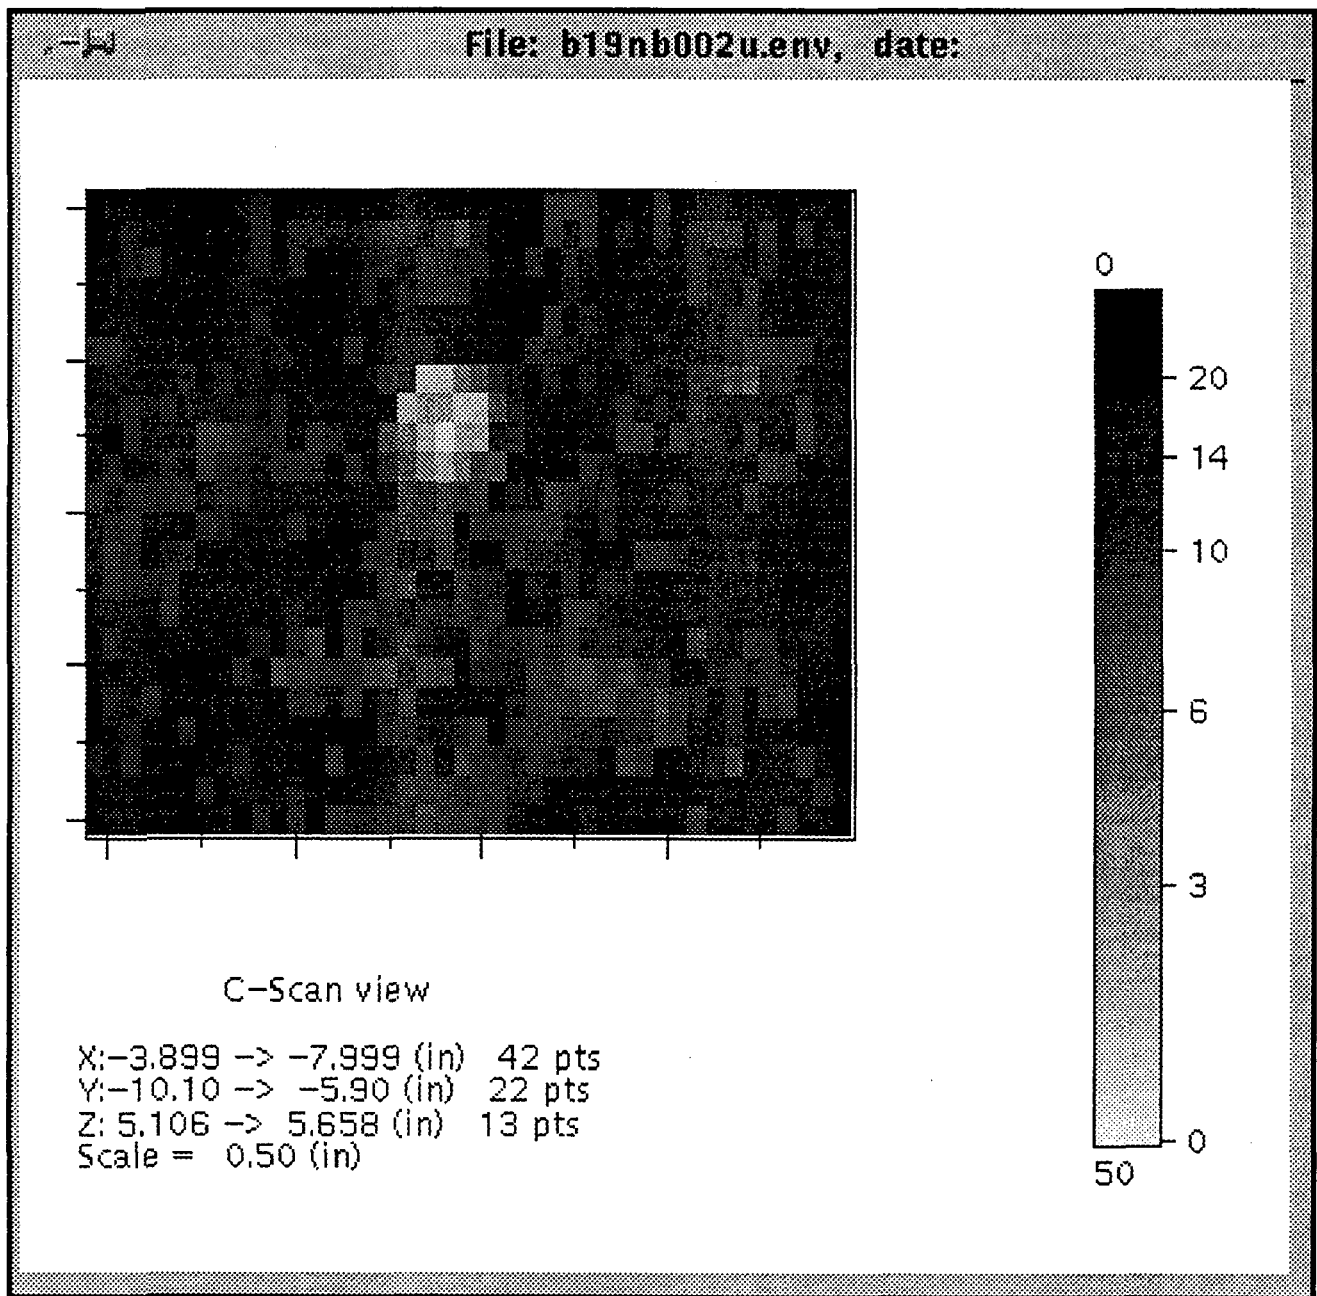 File: b19nb002u.env, date:
0
20
14
10
6
3
0
50
C-Scan view
X:-3.899 -> -7.999 (in) 42 pts
Y:-10.10 -> -5.90 (in) 22 pts
Z: 5.106 -> 5.658 (in) 13 pts
Scale = 0.50 (in)